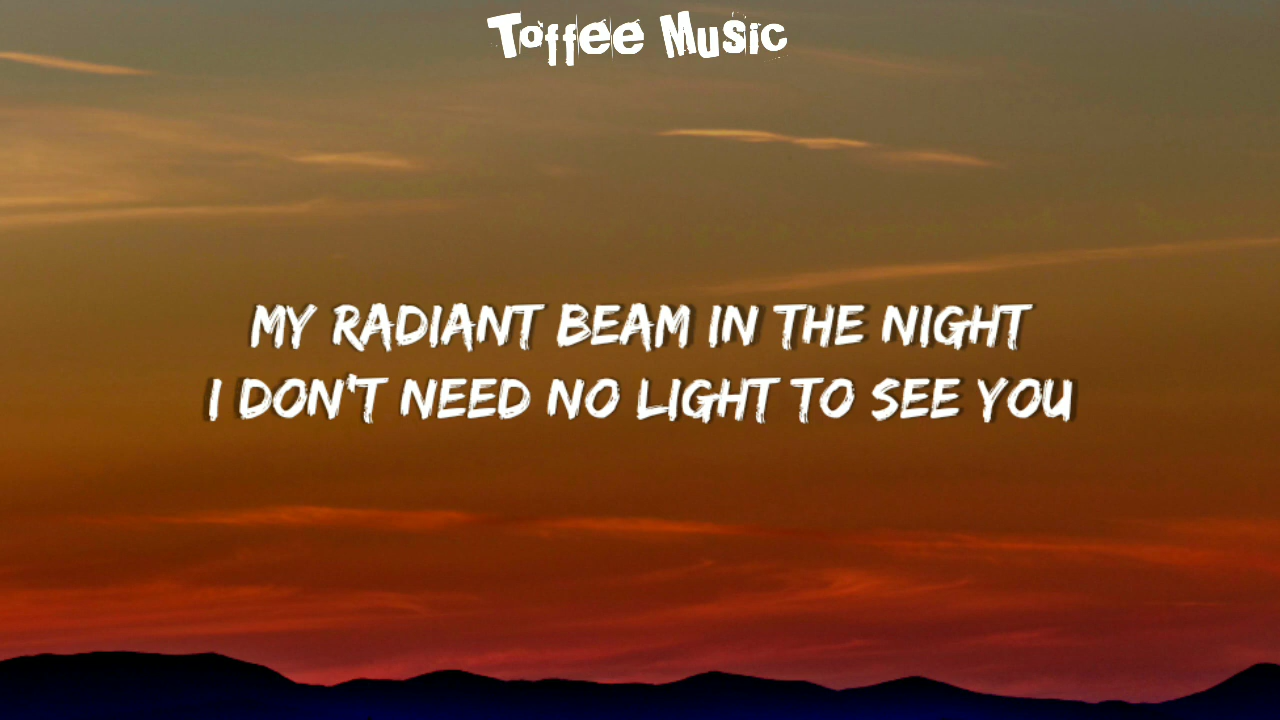 Toffee Music
MY RADIANT BEAM IN THE NIGHT
I DON'T NEED NO LIGHT TO SEE YOU